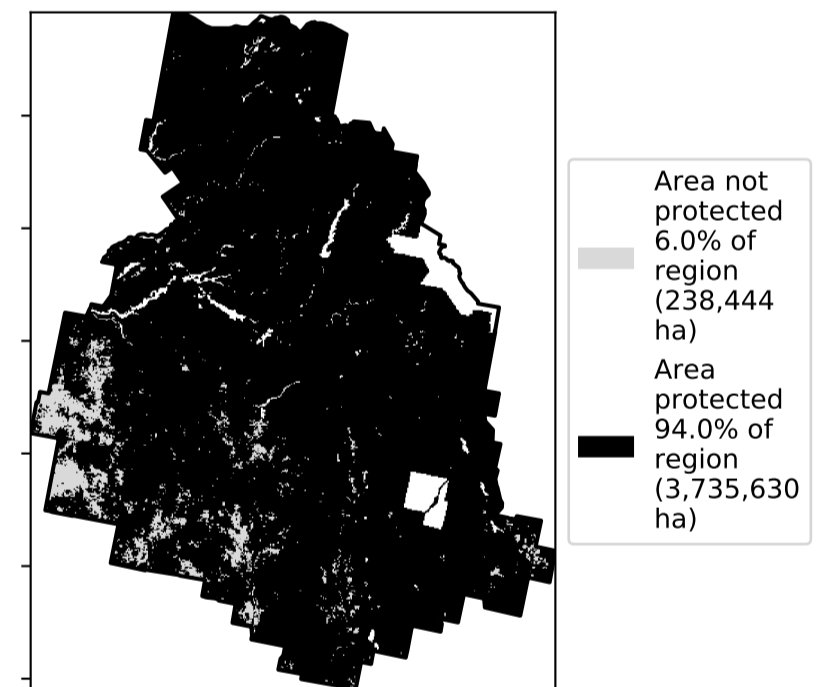 Area not
protected
6.0% of
region
(238,444
ha)
Area
protected
94.0% of
region
(3,735,630
ha)